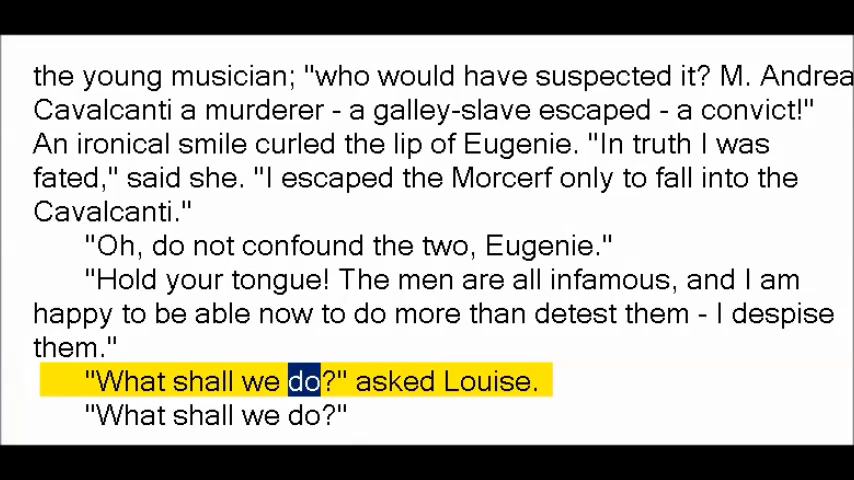 the young musician; "who would have suspected it? M. Andrea
Cavalcanti a murderer - a galley-slave escaped - a convict!"
An ironical smile curled the lip of Eugenie. "In truth I was
fated," said she. "I escaped the Morcerf only to fall into the
Cavalcanti."
"Oh, do not confound the two, Eugenie."
"Hold your tongue! The men are all infamous, and I am
happy to be able now to do more than detest them - I despise
them."
"What shall we do?" asked Louise.
"What shall we do?"